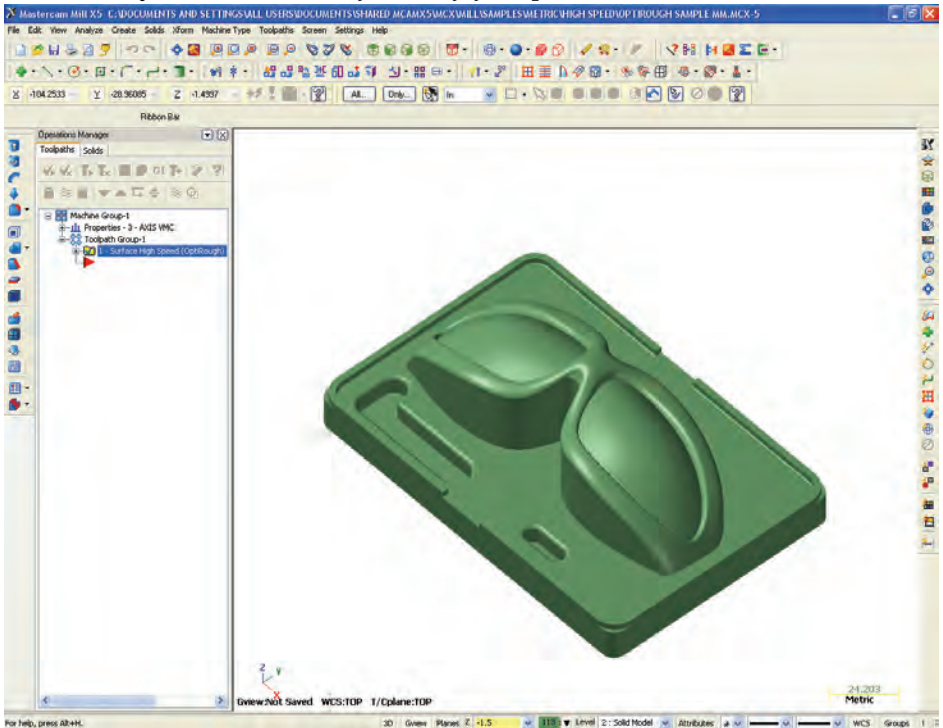 Mastercam Mill X5 C:\DOCUMENTS AND SETTINGS\ALL USERS\DOCUMENTS\SHARED MCAMX5\MCX\MILL\SAMPLES\METRIC\HIGH SPEED\OPTIROUGH SAMPLE MM.MCX-5
File Edit View Analyze Create Solids Xform Machine Type Toolpaths Screen Settings Help
X -104.2533 Y -28.96085 Z -1.4997 All... Only... In
Ribbon Bar
Operations Manager
Toolpaths Solids
Machine Group-1
Properties - 3 - AXIS VMC
Toolpath Group-1
1 - Surface High Speed (OptiRough)
Z Y
X
24.203
Metric
Gview:Not Saved WCS:TOP T/Cplane:TOP
For help, press Alt+H. 3D Gview Planes Z -1.5 Level 2 : Solid Model Attributes WCS Groups